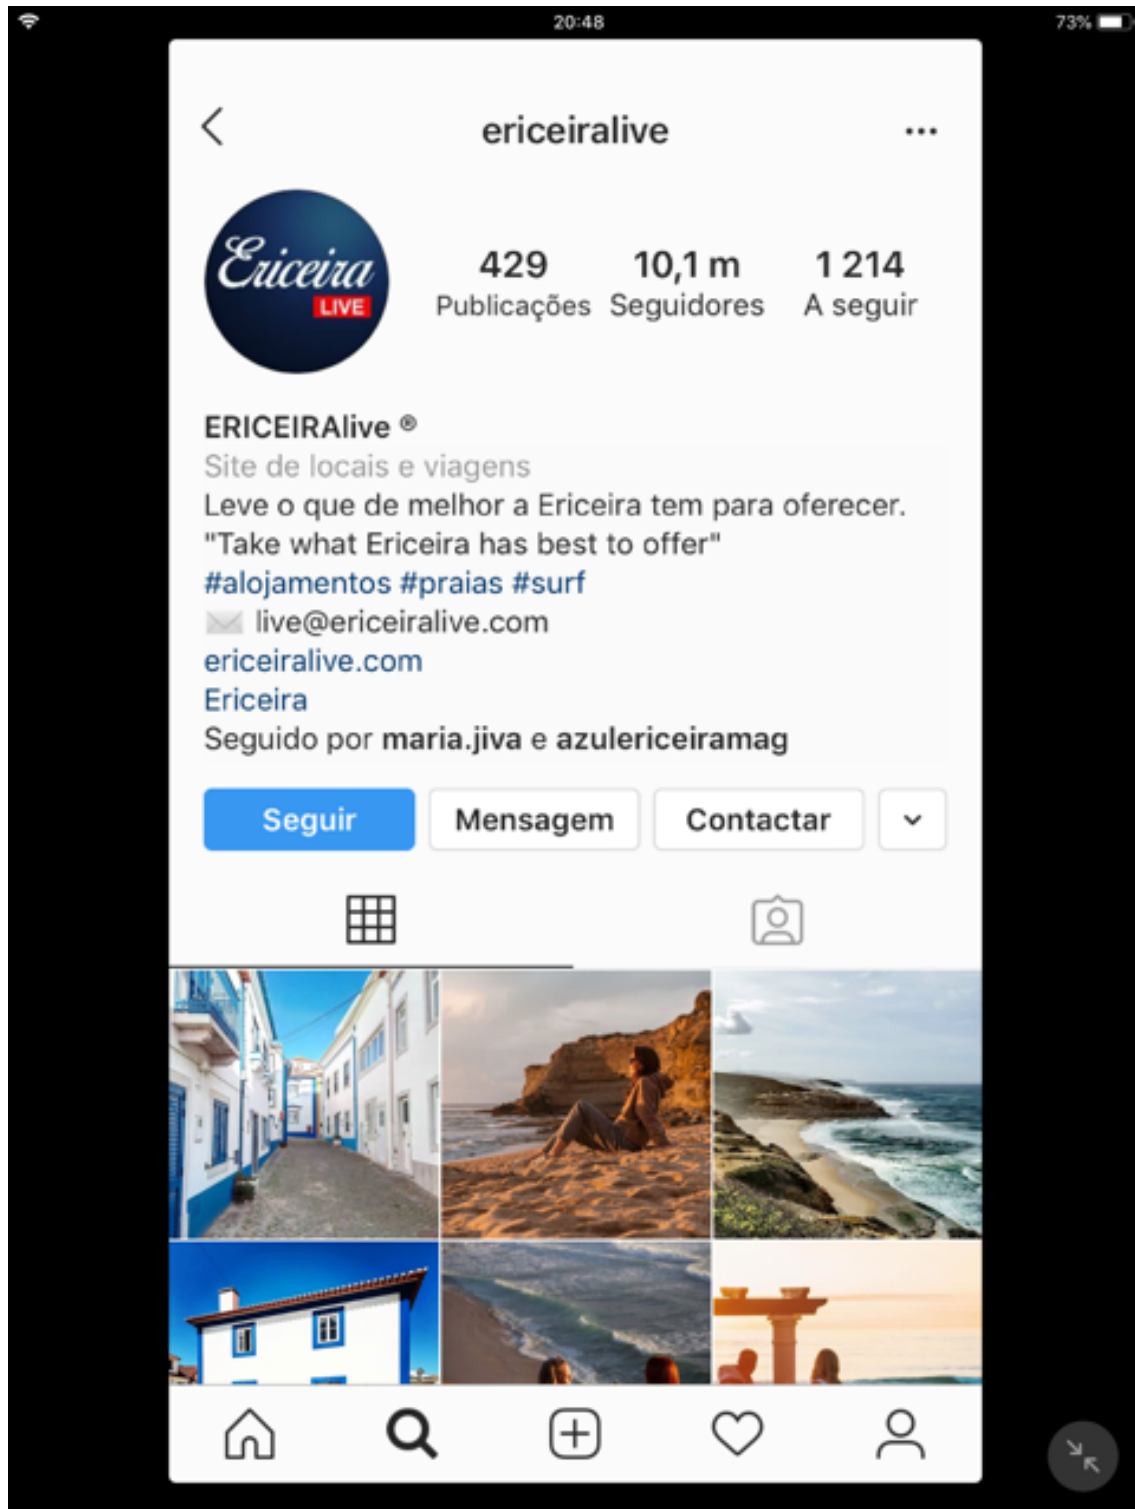 20:48
73%
ericeiralive
Ericeira
LIVE
429
10,1 m
1 214
Publicações
Seguidores
A seguir
ERICEIRAlive ®
Site de locais e viagens
Leve o que de melhor a Ericeira tem para oferecer.
"Take what Ericeira has best to offer"
#alojamentos #praias #surf
live@ericeiralive.com
ericeiralive.com
Ericeira
Seguido por maria.jiva e azulericeiramag
Seguir
Mensagem
Contactar